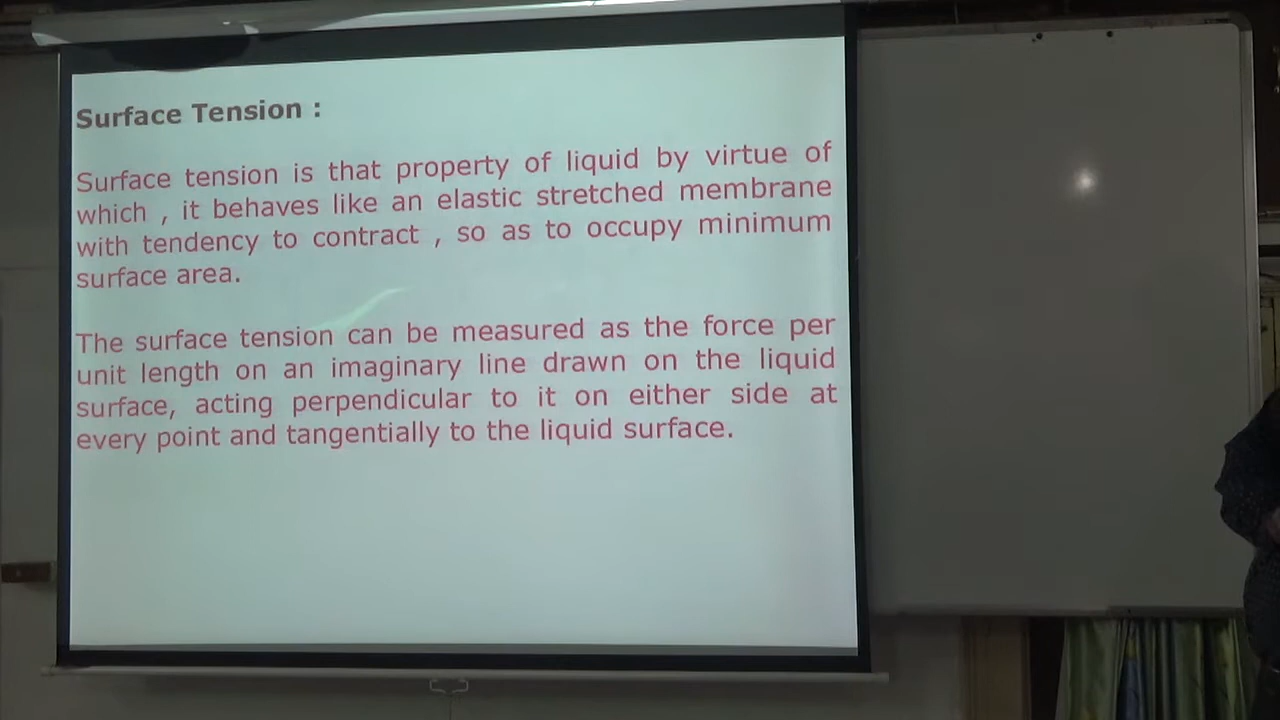 Surface Tension :
Surface tension is that property of liquid by virtue of
which , it behaves like an elastic stretched membrane
with tendency to contract , so as to occupy minimum
surface area.
The surface tension can be measured as the force per
unit length on an imaginary line drawn on the liquid
surface, acting perpendicular to it on either side at
every point and tangentially to the liquid surface.